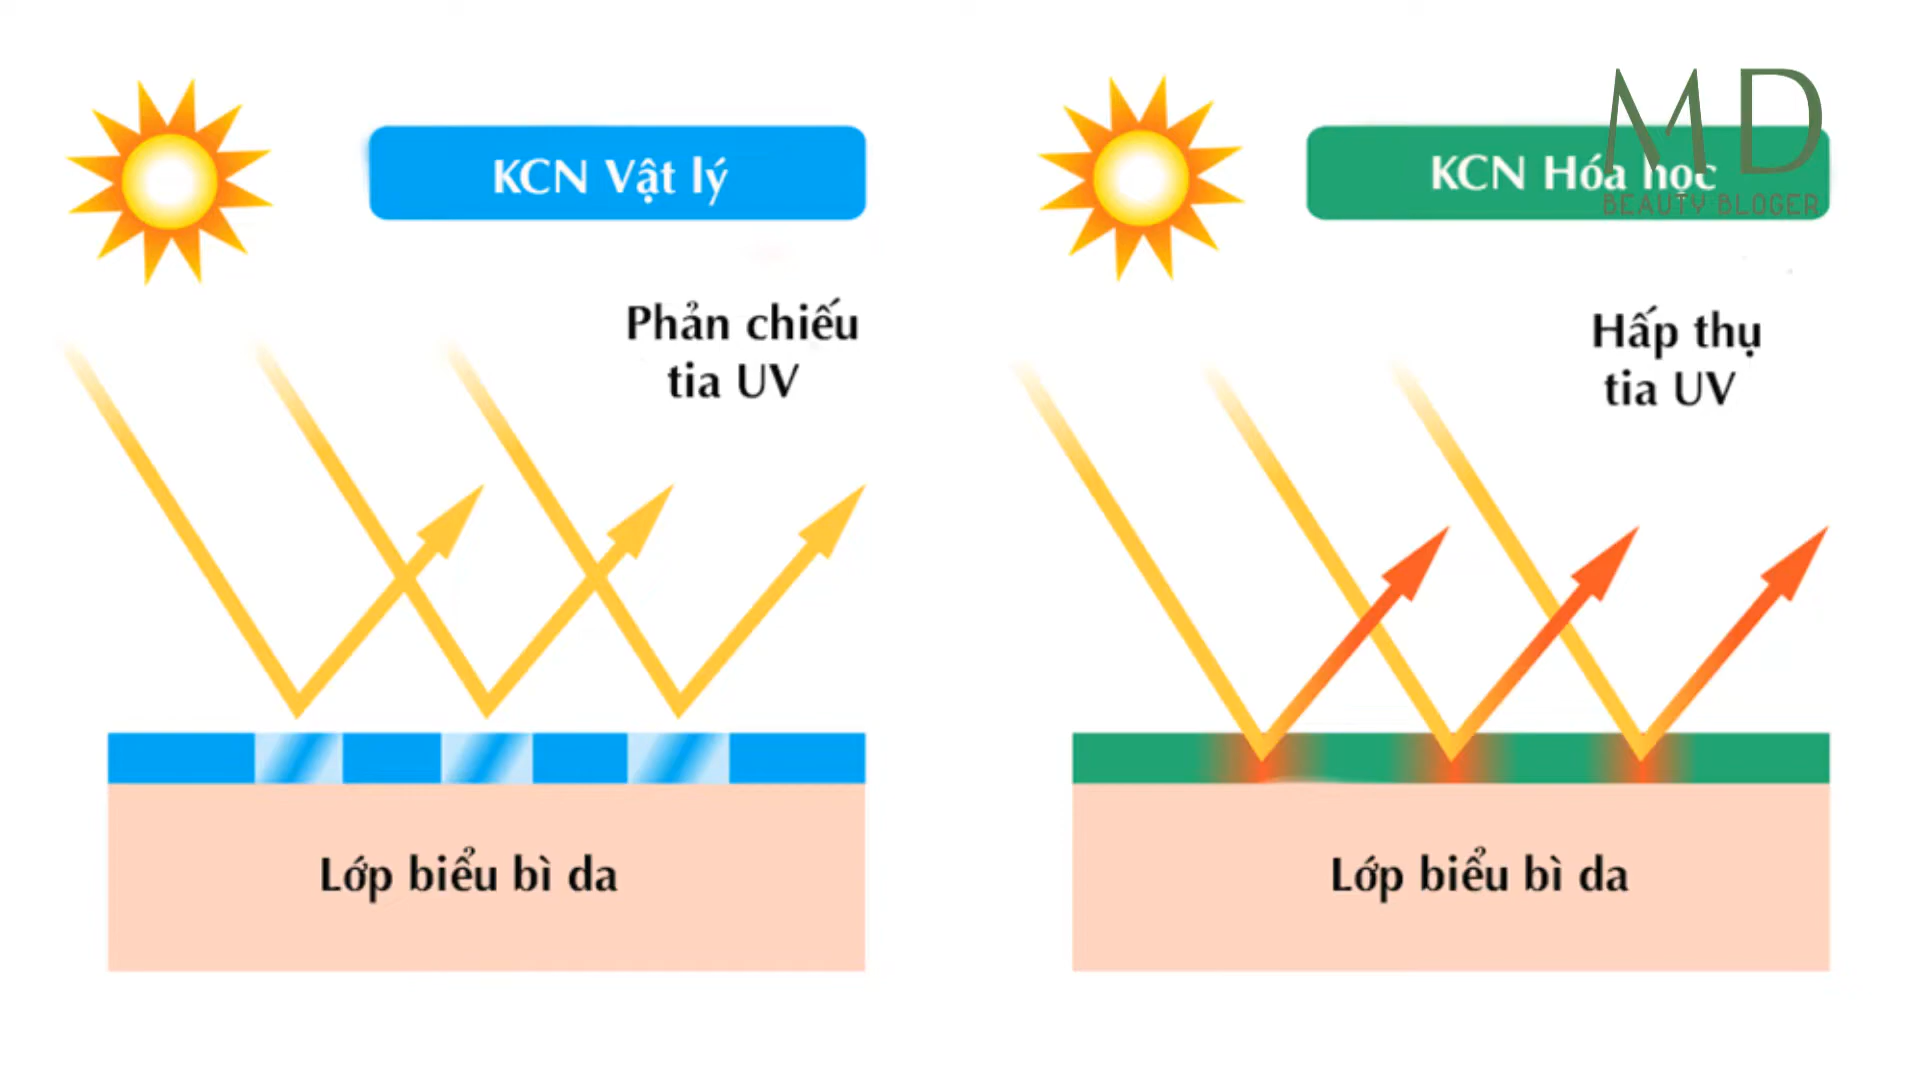 KCN Vật lý
Phản chiếu
tia UV
Lớp biểu bì da
MD
KCN Hóa học
BEAUTY BLOGER
Hấp thụ
tia UV
Lớp biểu bì da